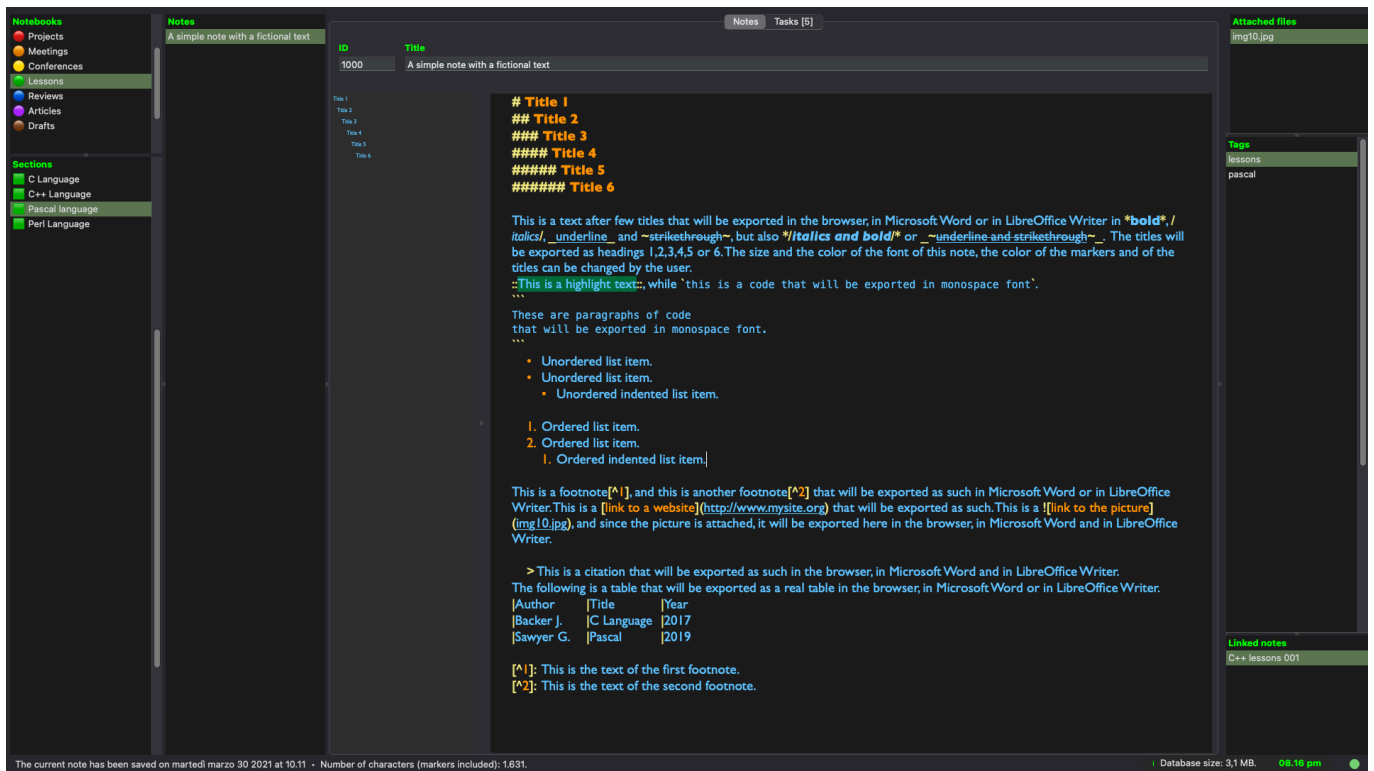 Notebooks
Projects
Meetings
Conferences
Lessons
Reviews
Articles
Drafts
Sections
C Language
C++ Language
Pascal language
Perl Language
Notes
A simple note with a fictional text
Notes Tasks [5]
ID Title
1000 A simple note with a fictional text
Title 1
Title 2
Title 3
Title 4
Title 5
Title 6
# Title 1
## Title 2
### Title 3
#### Title 4
##### Title 5
###### Title 6
This is a text after few titles that will be exported in the browser, in Microsoft Word or in LibreOffice Writer in *bold*, /
italics/, _underline_ and ~strikethrough~, but also */italics and bold/* or _~underline and strikethrough~_. The titles will
be exported as headings 1,2,3,4,5 or 6. The size and the color of the font of this note, the color of the markers and of the
titles can be changed by the user.
::This is a highlight text::, while `this is a code that will be exported in monospace font`.
```
These are paragraphs of code
that will be exported in monospace font.
```
• Unordered list item.
• Unordered list item.
• Unordered indented list item.
1. Ordered list item.
2. Ordered list item.
1. Ordered indented list item.
This is a footnote[^1], and this is another footnote[^2] that will be exported as such in Microsoft Word or in LibreOffice
Writer. This is a [link to a website](http://www.mysite.org) that will be exported as such. This is a ![link to the picture]
(img10.jpg), and since the picture is attached, it will be exported here in the browser, in Microsoft Word and in LibreOffice
Writer.
> This is a citation that will be exported as such in the browser, in Microsoft Word and in LibreOffice Writer.
The following is a table that will be exported as a real table in the browser, in Microsoft Word or in LibreOffice Writer.
|Author |Title |Year
|Backer J. |C Language |2017
|Sawyer G. |Pascal |2019
[^1]: This is the text of the first footnote.
[^2]: This is the text of the second footnote.
Attached files
img10.jpg
Tags
lessons
pascal
Linked notes
C++ lessons 001
The current note has been saved on martedì marzo 30 2021 at 10.11 • Number of characters (markers included): 1.631.
Database size: 3,1 MB. 08.16 pm